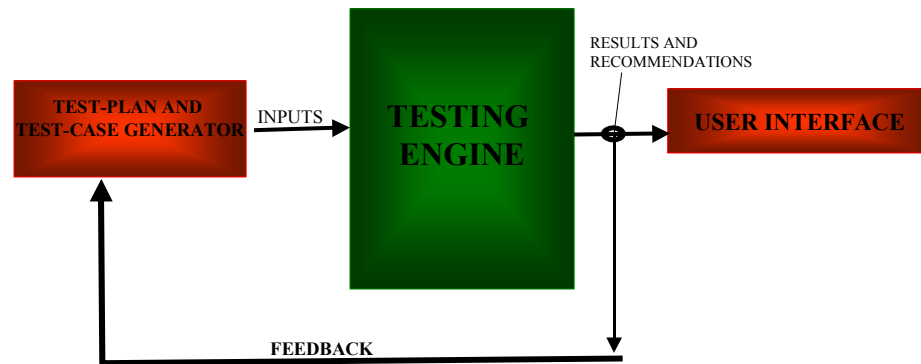 TEST-PLAN AND
TEST-CASE GENERATOR
INPUTS
TESTING
ENGINE
RESULTS AND
RECOMMENDATIONS
USER INTERFACE
FEEDBACK